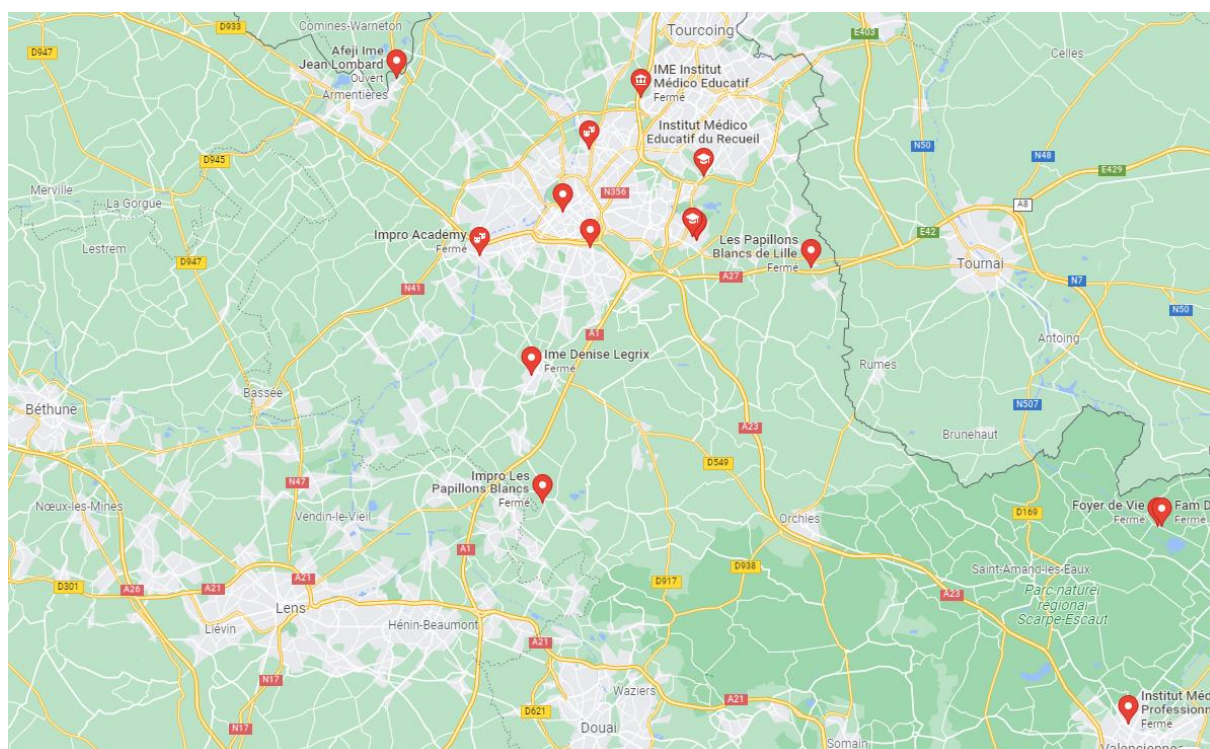 D933
Comines-Warneton
Tourcoing
E403
D947
Afeji Ime
Jean Lombard
Ouvert
Armentières
Celles
IME Institut
Médico Educatif
Fermé
Institut Médico
Educatif du Recueil
D945
N50
N48
E429
Merville
La Gorgue
N356
A8
Lestrem
Impro Academy
Fermé
E42
Les Papillons
Blancs de Lille
Fermé
D947
Tournai
A27
N41
N7
N50
A1
Antoing
Ime Denise Legrix
Fermé
Rumes
Bassée
Béthune
N507
A23
Brunehaut
D549
Impro Les
Papillons Blancs
Fermé
N47
Nœux-les-Mines
Vendin-le-Vieil
Orchies
D169
Foyer de Vie
Fermé
Fam D
Fermé
A1
D938
Saint-Amand-les-Eaux
A21
D917
Parc naturel
régional
Scarpe-Escaut
D301
A26
A21
A23
Lens
Liévin
Hénin-Beaumont
A21
N17
Waziers
A21
Institut Méd
Professionn
Fermé
D621
N17
Douai
Somain
Valencienne